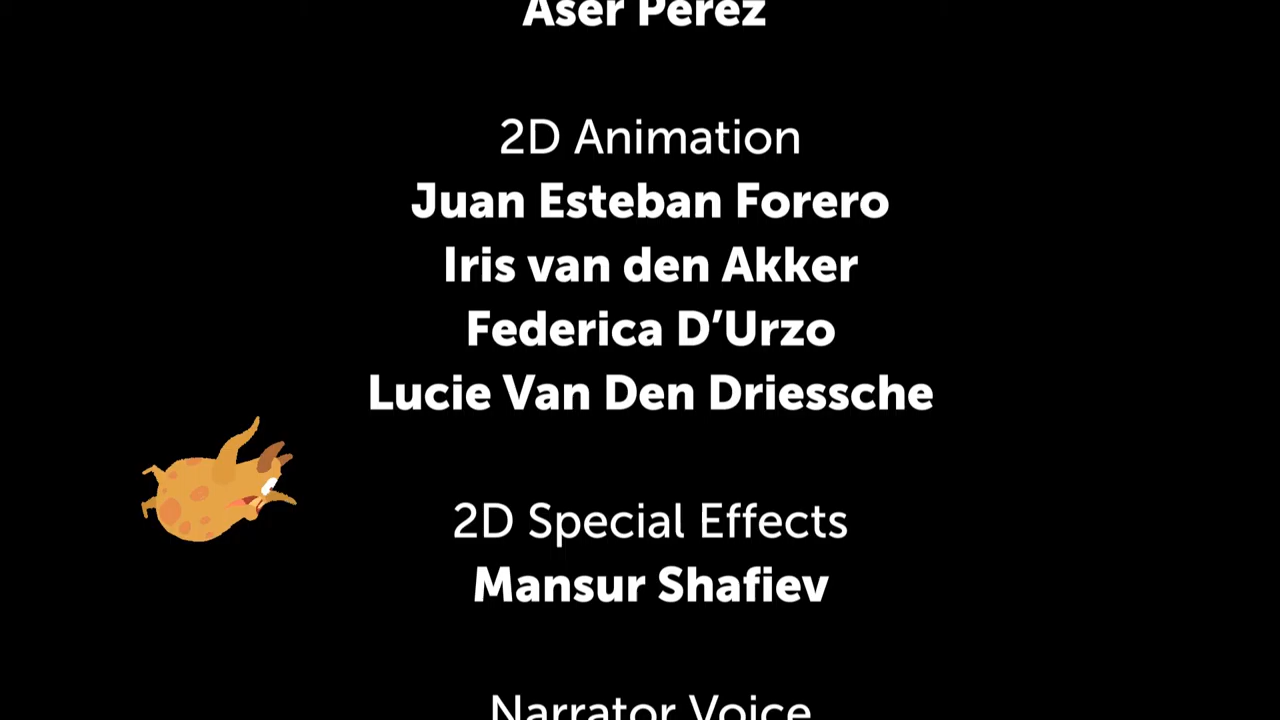 Aser Perez
2D Animation
Juan Esteban Forero
Iris van den Akker
Federica D’Urzo
Lucie Van Den Driessche
2D Special Effects
Mansur Shafiev
Narrator Voice